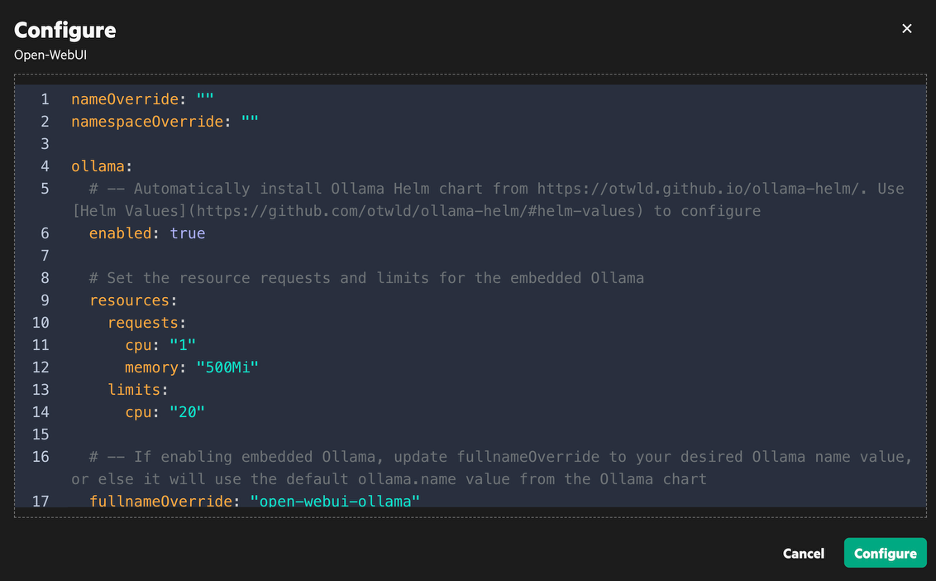 Configure
Open-WebUI
1 nameOverride: ""
2 namespaceOverride: ""
3
4 ollama:
5 # -- Automatically install Ollama Helm chart from https://otwld.github.io/ollama-helm/. Use
[Helm Values](https://github.com/otwld/ollama-helm/#helm-values) to configure
6 enabled: true
7
8 # Set the resource requests and limits for the embedded Ollama
9 resources:
10 requests:
11 cpu: "1"
12 memory: "500Mi"
13 limits:
14 cpu: "20"
15
16 # -- If enabling embedded Ollama, update fullnameOverride to your desired Ollama name value,
or else it will use the default ollama.name value from the Ollama chart
17 fullnameOverride: "open-webui-ollama"
Cancel Configure